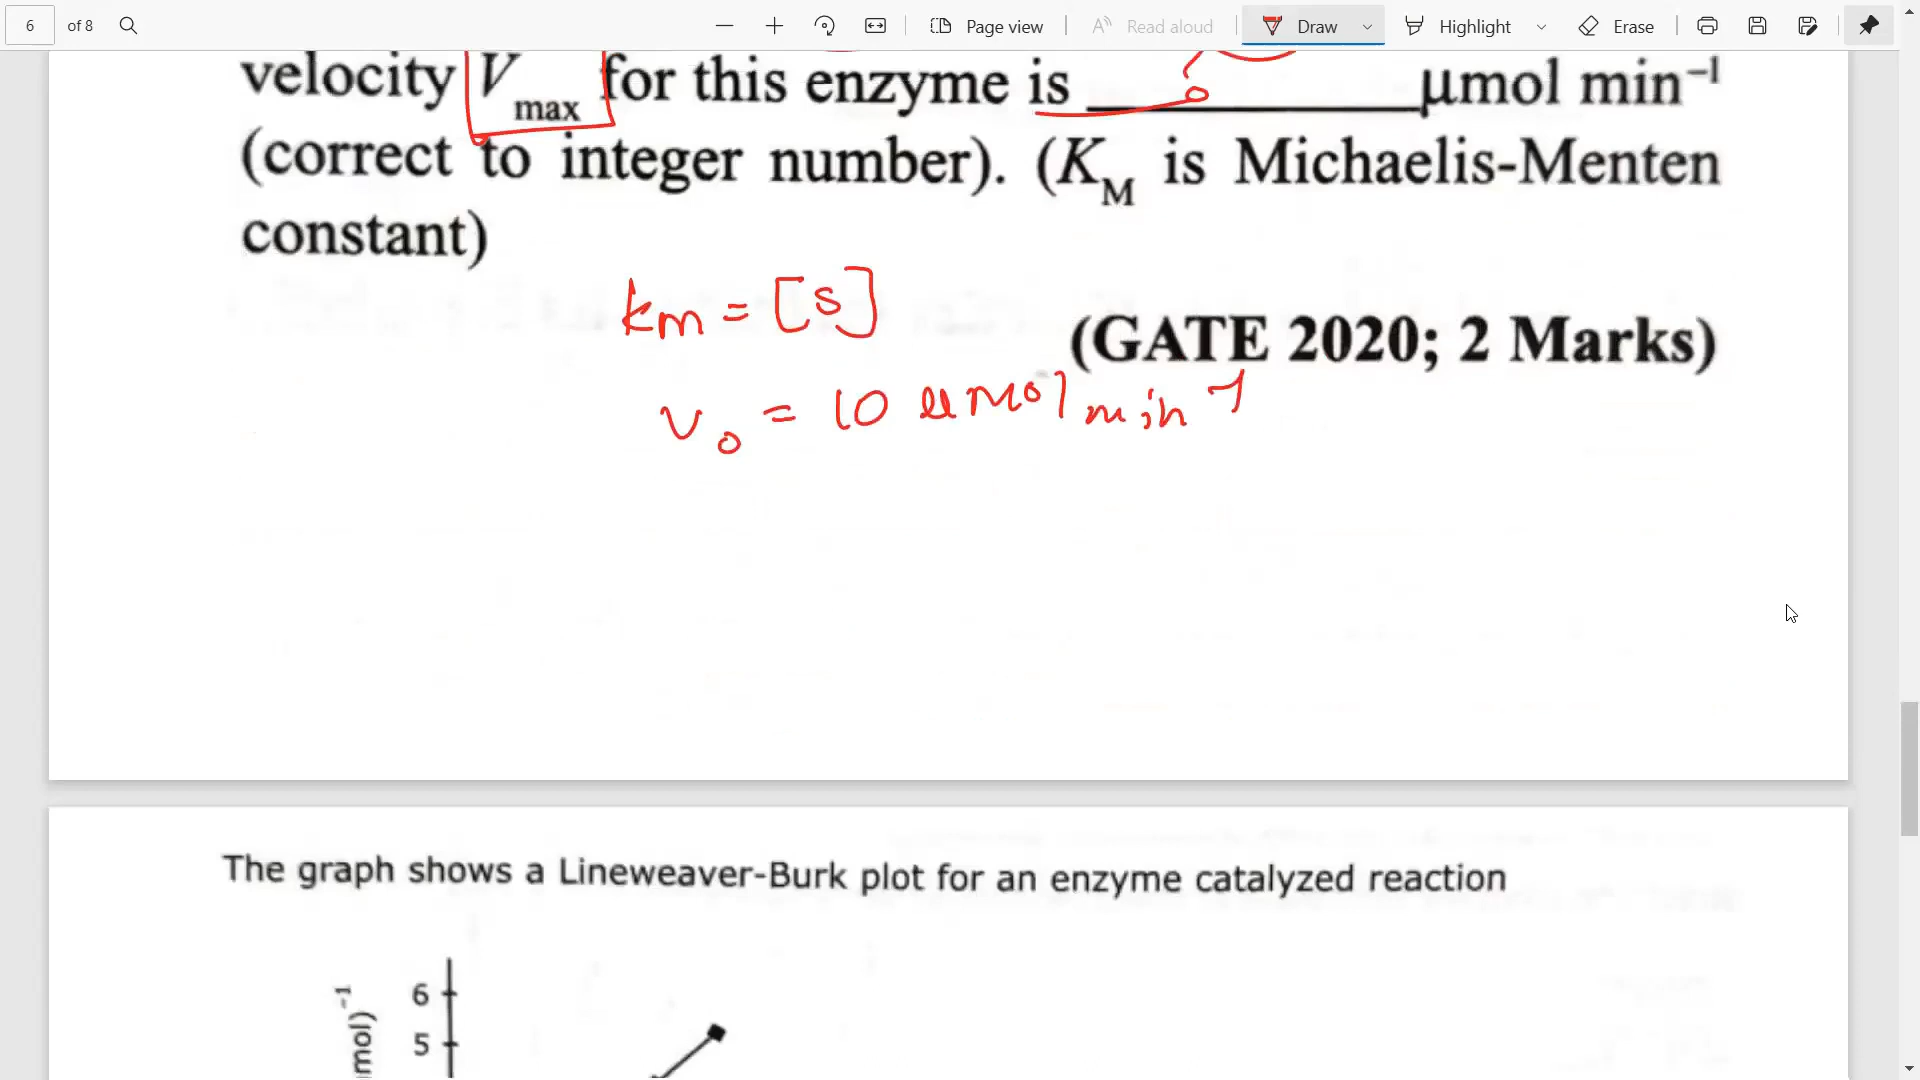 6 of 8 Page view Read aloud Draw Highlight Erase
velocity Vmax for this enzyme is ____________ μmol min⁻¹
(correct to integer number). (KM is Michaelis-Menten
constant)
km = [s]
(GATE 2020; 2 Marks)
v₀ = 10 μmol min⁻¹
The graph shows a Lineweaver-Burk plot for an enzyme catalyzed reaction
6
5
mol)⁻¹